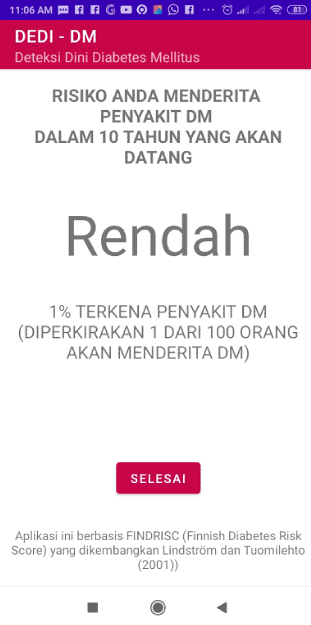 11:06 AM
81
DEDI - DM
Deteksi Dini Diabetes Mellitus
RISIKO ANDA MENDERITA
PENYAKIT DM
DALAM 10 TAHUN YANG AKAN
DATANG
Rendah
1% TERKENA PENYAKIT DM
(DIPERKIRAKAN 1 DARI 100 ORANG
AKAN MENDERITA DM)
SELESAI
Aplikasi ini berbasis FINDRISC (Finnish Diabetes Risk
Score) yang dikembangkan Lindström dan Tuomilehto
(2001))